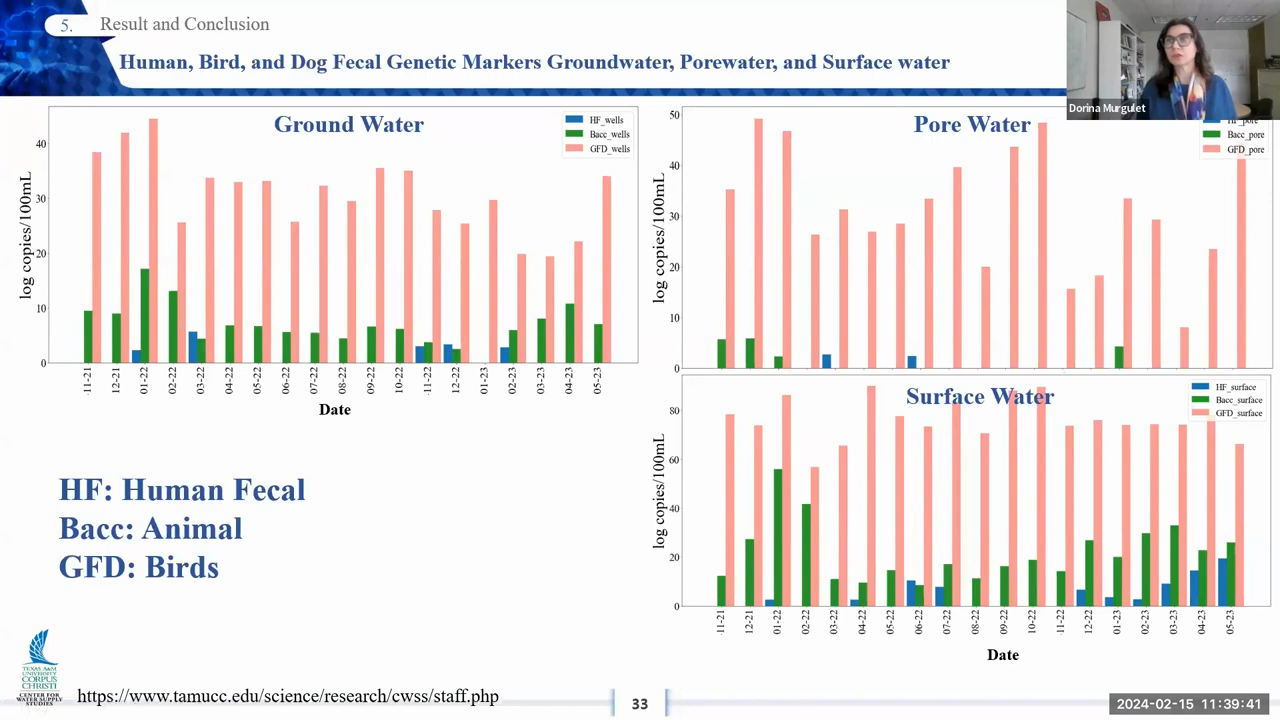 5.
Result and Conclusion
Human, Bird, and Dog Fecal Genetic Markers Groundwater, Porewater, and Surface water
Dorina Murgulet
Ground Water
HF_wells
Bacc_wells
GFD_wells
log copies/100mL
40
30
20
10
0
11-21
12-21
01-22
02-22
03-22
04-22
05-22
06-22
07-22
08-22
09-22
10-22
11-22
12-22
01-23
02-23
03-23
04-23
05-23
Date
Pore Water
HF_pore
Bacc_pore
GFD_pore
log copies/100mL
50
40
30
20
10
0
Surface Water
HF_surface
Bacc_surface
GFD_surface
log copies/100mL
80
60
40
20
0
11-21
12-21
01-22
02-22
03-22
04-22
05-22
06-22
07-22
08-22
09-22
10-22
11-22
12-22
01-23
02-23
03-23
04-23
05-23
Date
HF: Human Fecal
Bacc: Animal
GFD: Birds
TEXAS A&M
UNIVERSITY
CORPUS
CHRISTI
CENTER FOR
WATER SUPPLY
STUDIES
https://www.tamucc.edu/science/research/cwss/staff.php
33
2024-02-15 11:39:41